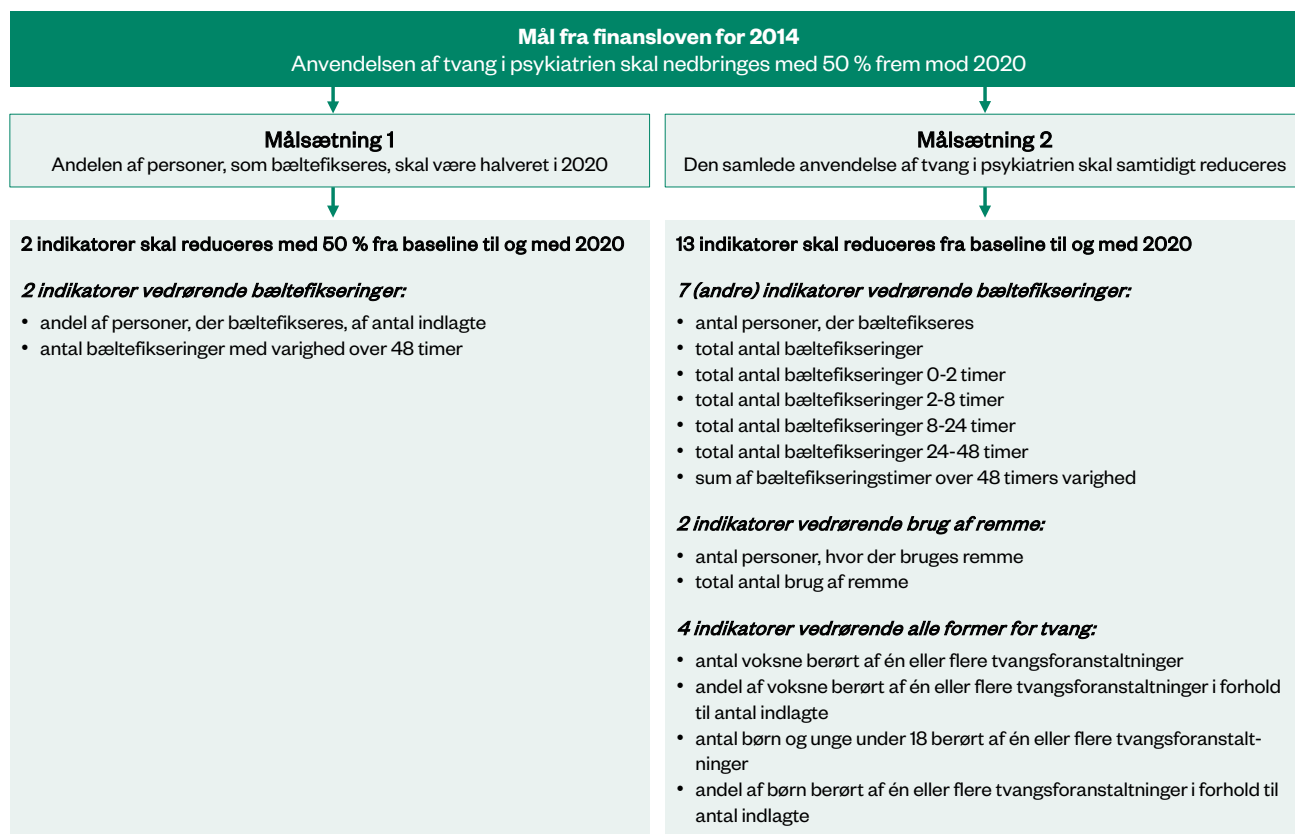 Mål fra finansloven for 2014
Anvendelsen af tvang i psykiatrien skal nedbringes med 50 % frem mod 2020
Målsætning 1
Andelen af personer, som bæltefikseres, skal være halveret i 2020
2 indikatorer skal reduceres med 50 % fra baseline til og med 2020
2 indikatorer vedrørende bæltefikseringer:
• andel af personer, der bæltefikseres, af antal indlagte
• antal bæltefikseringer med varighed over 48 timer
Målsætning 2
Den samlede anvendelse af tvang i psykiatrien skal samtidigt reduceres
13 indikatorer skal reduceres fra baseline til og med 2020
7 (andre) indikatorer vedrørende bæltefikseringer:
• antal personer, der bæltefikseres
• total antal bæltefikseringer
• total antal bæltefikseringer 0-2 timer
• total antal bæltefikseringer 2-8 timer
• total antal bæltefikseringer 8-24 timer
• total antal bæltefikseringer 24-48 timer
• sum af bæltefikseringstimer over 48 timers varighed
2 indikatorer vedrørende brug af remme:
• antal personer, hvor der bruges remme
• total antal brug af remme
4 indikatorer vedrørende alle former for tvang:
• antal voksne berørt af én eller flere tvangsforanstaltninger
• andel af voksne berørt af én eller flere tvangsforanstaltninger i forhold
til antal indlagte
• antal børn og unge under 18 berørt af én eller flere tvangsforanstalt-
ninger
• andel af børn berørt af én eller flere tvangsforanstaltninger i forhold til
antal indlagte